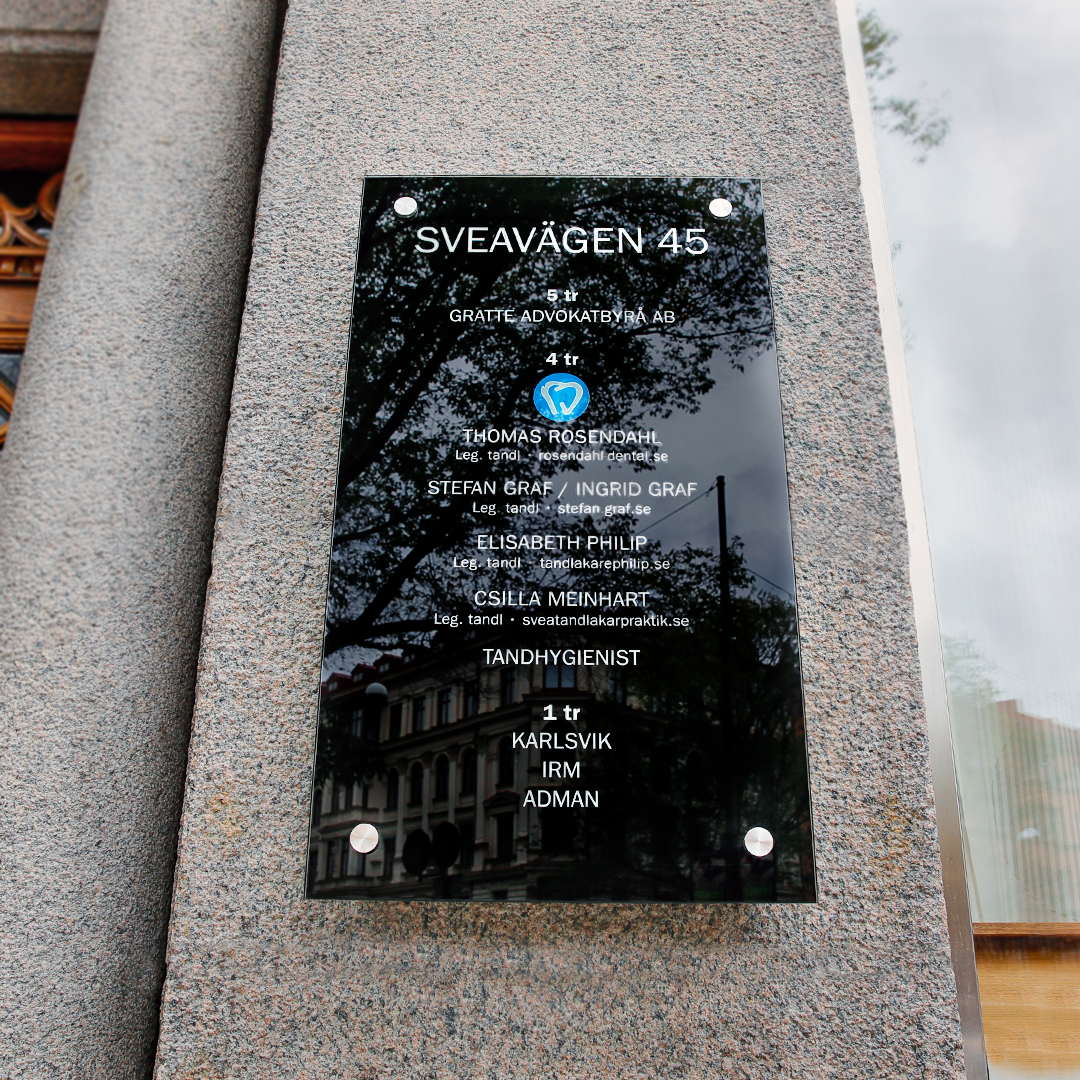 SVEAVÄGEN 45
5 tr
GRATTE ADVOKATBYRÅ AB
4 tr
THOMAS ROSENDAHL
Leg. tandl • rosendahl dental.se
STEFAN GRAF / INGRID GRAF
Leg. tandl • stefan graf.se
ELISABETH PHILIP
Leg. tandl tandlakarephilip.se
CSILLA MEINHART
Leg. tandl • sveatandlakarpraktik.se
TANDHYGIENIST
1 tr
KARLSVIK
IRM
ADMAN